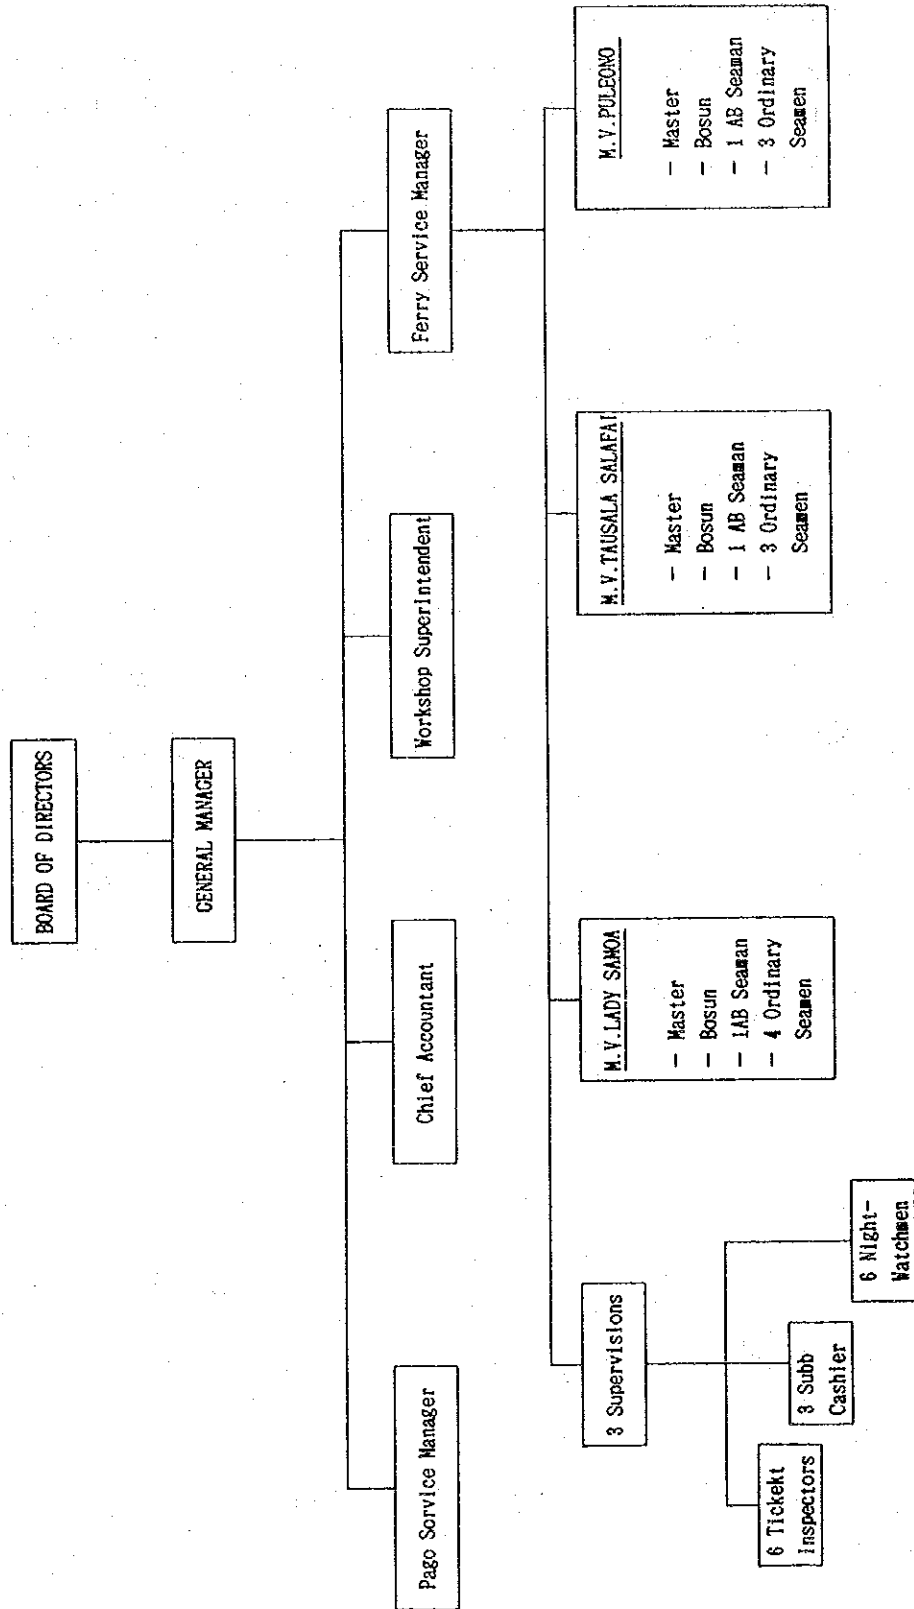 BOARD OF DIRECTORS
GENERAL MANAGER
Pago Sorvice Manager
Chief Accountant
Workshop Superintendent
Ferry Service Manager
3 Supervisions
M.V.LADY SAMOA
- Master
- Bosun
- 1AB Seaman
- 4 Ordinary
Seamen
M.V.TAUSALA SALAFAI
- Master
- Bosun
- 1 AB Seaman
- 3 Ordinary
Seamen
M.V.PULEONO
- Master
- Bosun
- 1 AB Seaman
- 3 Ordinary
Seamen
6 Tickekt
Inspectors
3 Subb
Cashier
6 Night-
Watchmen